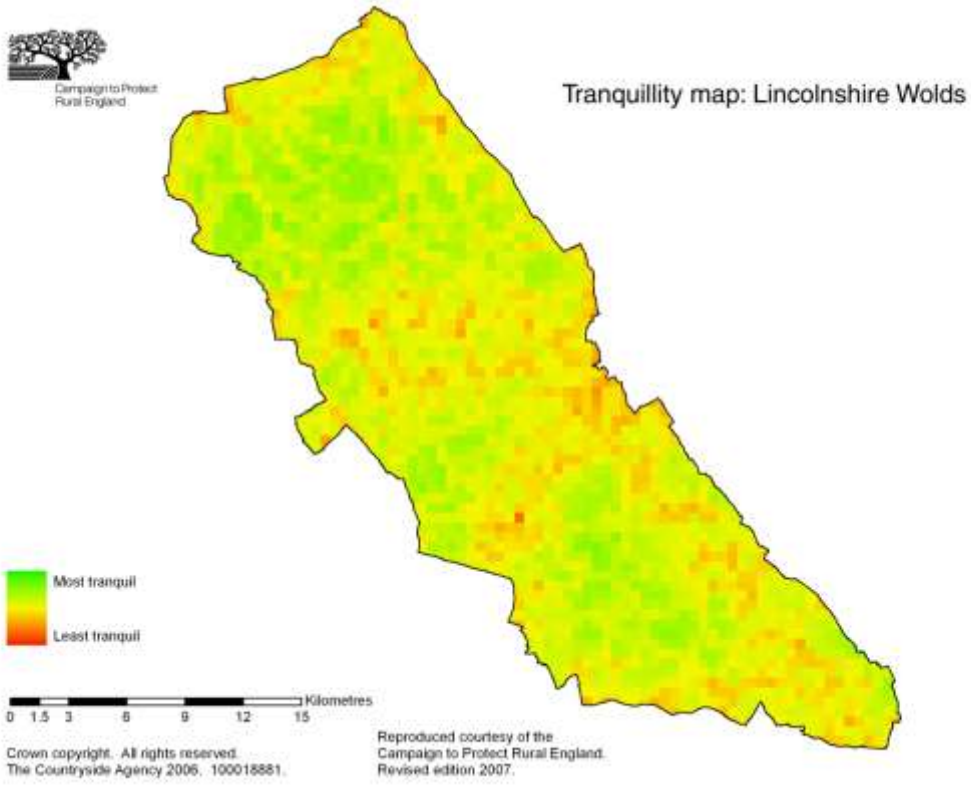 Campaign to Protect
Rural England
Tranquillity map: Lincolnshire Wolds
Most tranquil
Least tranquil
Kilometres
0 1.5 3 6 9 12 15
Crown copyright. All rights reserved.
The Countryside Agency 2006. 100018881.
Reproduced courtesy of the
Campaign to Protect Rural England.
Revised edition 2007.